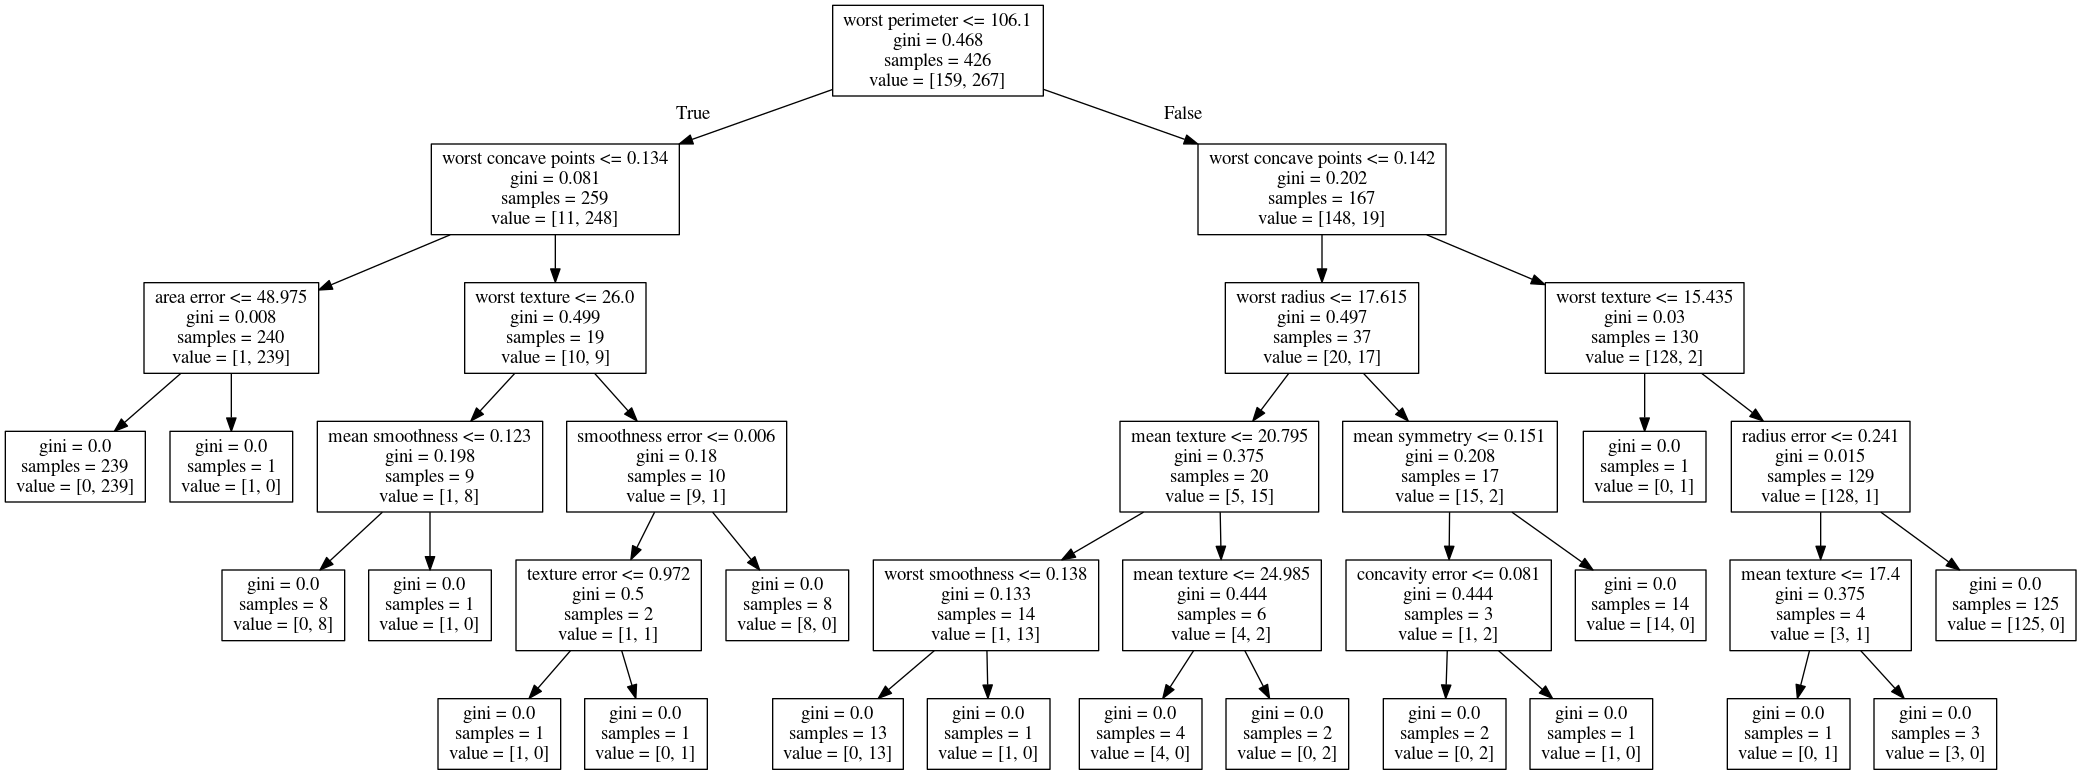 worst perimeter <= 106.1
gini = 0.468
samples = 426
value = [159, 267]
True
False
worst concave points <= 0.134
gini = 0.081
samples = 259
value = [11, 248]
worst concave points <= 0.142
gini = 0.202
samples = 167
value = [148, 19]
area error <= 48.975
gini = 0.008
samples = 240
value = [1, 239]
worst texture <= 26.0
gini = 0.499
samples = 19
value = [10, 9]
worst radius <= 17.615
gini = 0.497
samples = 37
value = [20, 17]
worst texture <= 15.435
gini = 0.03
samples = 130
value = [128, 2]
gini = 0.0
samples = 239
value = [0, 239]
gini = 0.0
samples = 1
value = [1, 0]
mean smoothness <= 0.123
gini = 0.198
samples = 9
value = [1, 8]
smoothness error <= 0.006
gini = 0.18
samples = 10
value = [9, 1]
mean texture <= 20.795
gini = 0.375
samples = 20
value = [5, 15]
mean symmetry <= 0.151
gini = 0.208
samples = 17
value = [15, 2]
gini = 0.0
samples = 1
value = [0, 1]
radius error <= 0.241
gini = 0.015
samples = 129
value = [128, 1]
gini = 0.0
samples = 8
value = [0, 8]
gini = 0.0
samples = 1
value = [1, 0]
texture error <= 0.972
gini = 0.5
samples = 2
value = [1, 1]
gini = 0.0
samples = 8
value = [8, 0]
worst smoothness <= 0.138
gini = 0.133
samples = 14
value = [1, 13]
mean texture <= 24.985
gini = 0.444
samples = 6
value = [4, 2]
concavity error <= 0.081
gini = 0.444
samples = 3
value = [1, 2]
gini = 0.0
samples = 14
value = [14, 0]
mean texture <= 17.4
gini = 0.375
samples = 4
value = [3, 1]
gini = 0.0
samples = 125
value = [125, 0]
gini = 0.0
samples = 1
value = [1, 0]
gini = 0.0
samples = 1
value = [0, 1]
gini = 0.0
samples = 13
value = [0, 13]
gini = 0.0
samples = 1
value = [1, 0]
gini = 0.0
samples = 4
value = [4, 0]
gini = 0.0
samples = 2
value = [0, 2]
gini = 0.0
samples = 2
value = [0, 2]
gini = 0.0
samples = 1
value = [1, 0]
gini = 0.0
samples = 1
value = [0, 1]
gini = 0.0
samples = 3
value = [3, 0]